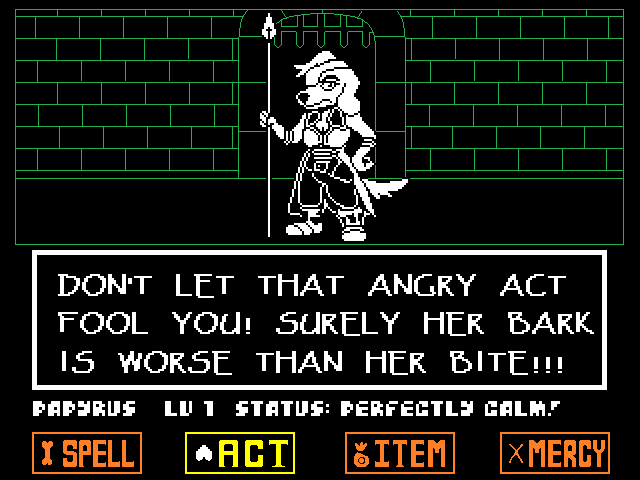 DON'T LET THAT ANGRY ACT
FOOL YOU! SURELY HER BARK
IS WORSE THAN HER BITE!!!
PAPYRUS LV 1 STATUS: PERFECTLY CALM!
SPELL ACT ITEM MERCY